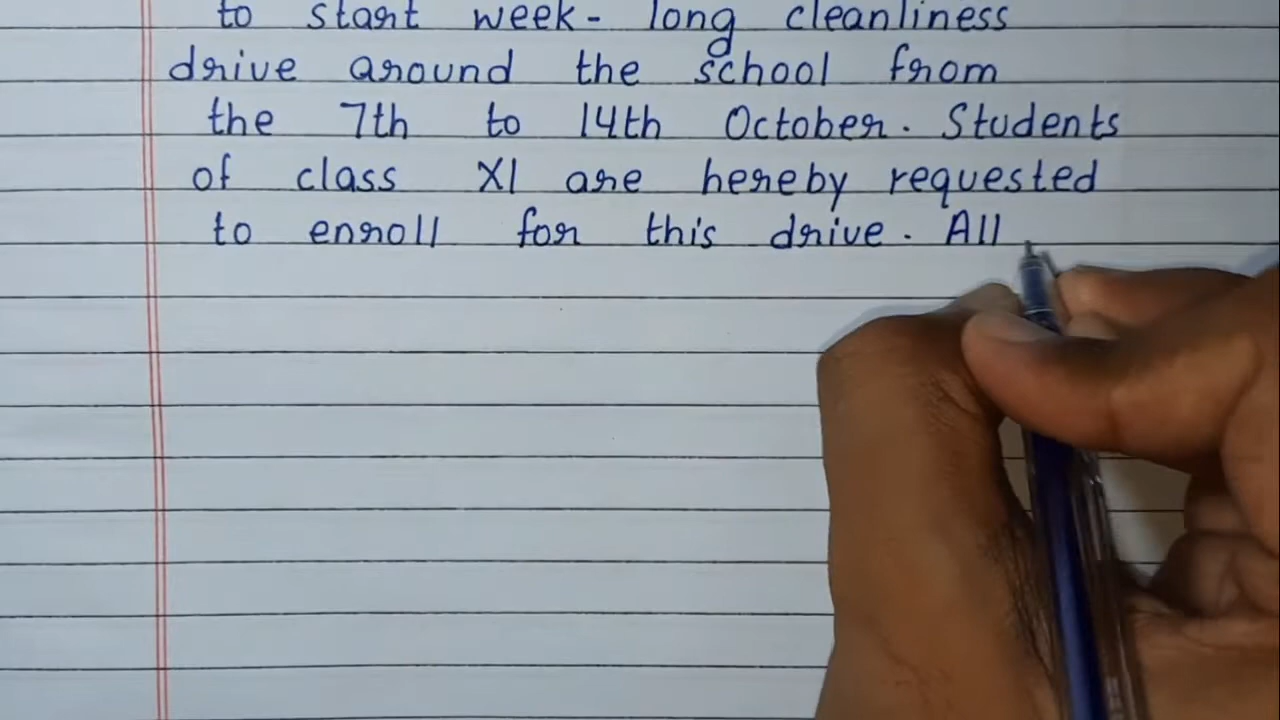 to start week- long cleanliness
drive around the school from
the 7th to 14th October. Students
of class XI are hereby requested
to enroll for this drive. All